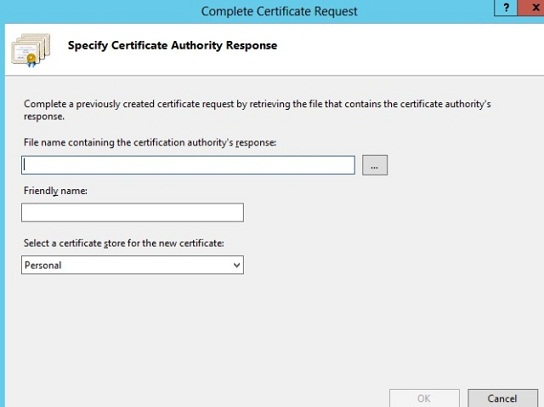 Complete Certificate Request
? x
Specify Certificate Authority Response
Complete a previously created certificate request by retrieving the file that contains the certificate authority's
response.
File name containing the certification authority's response:
...
Friendly name:
Select a certificate store for the new certificate:
Personal
OK Cancel